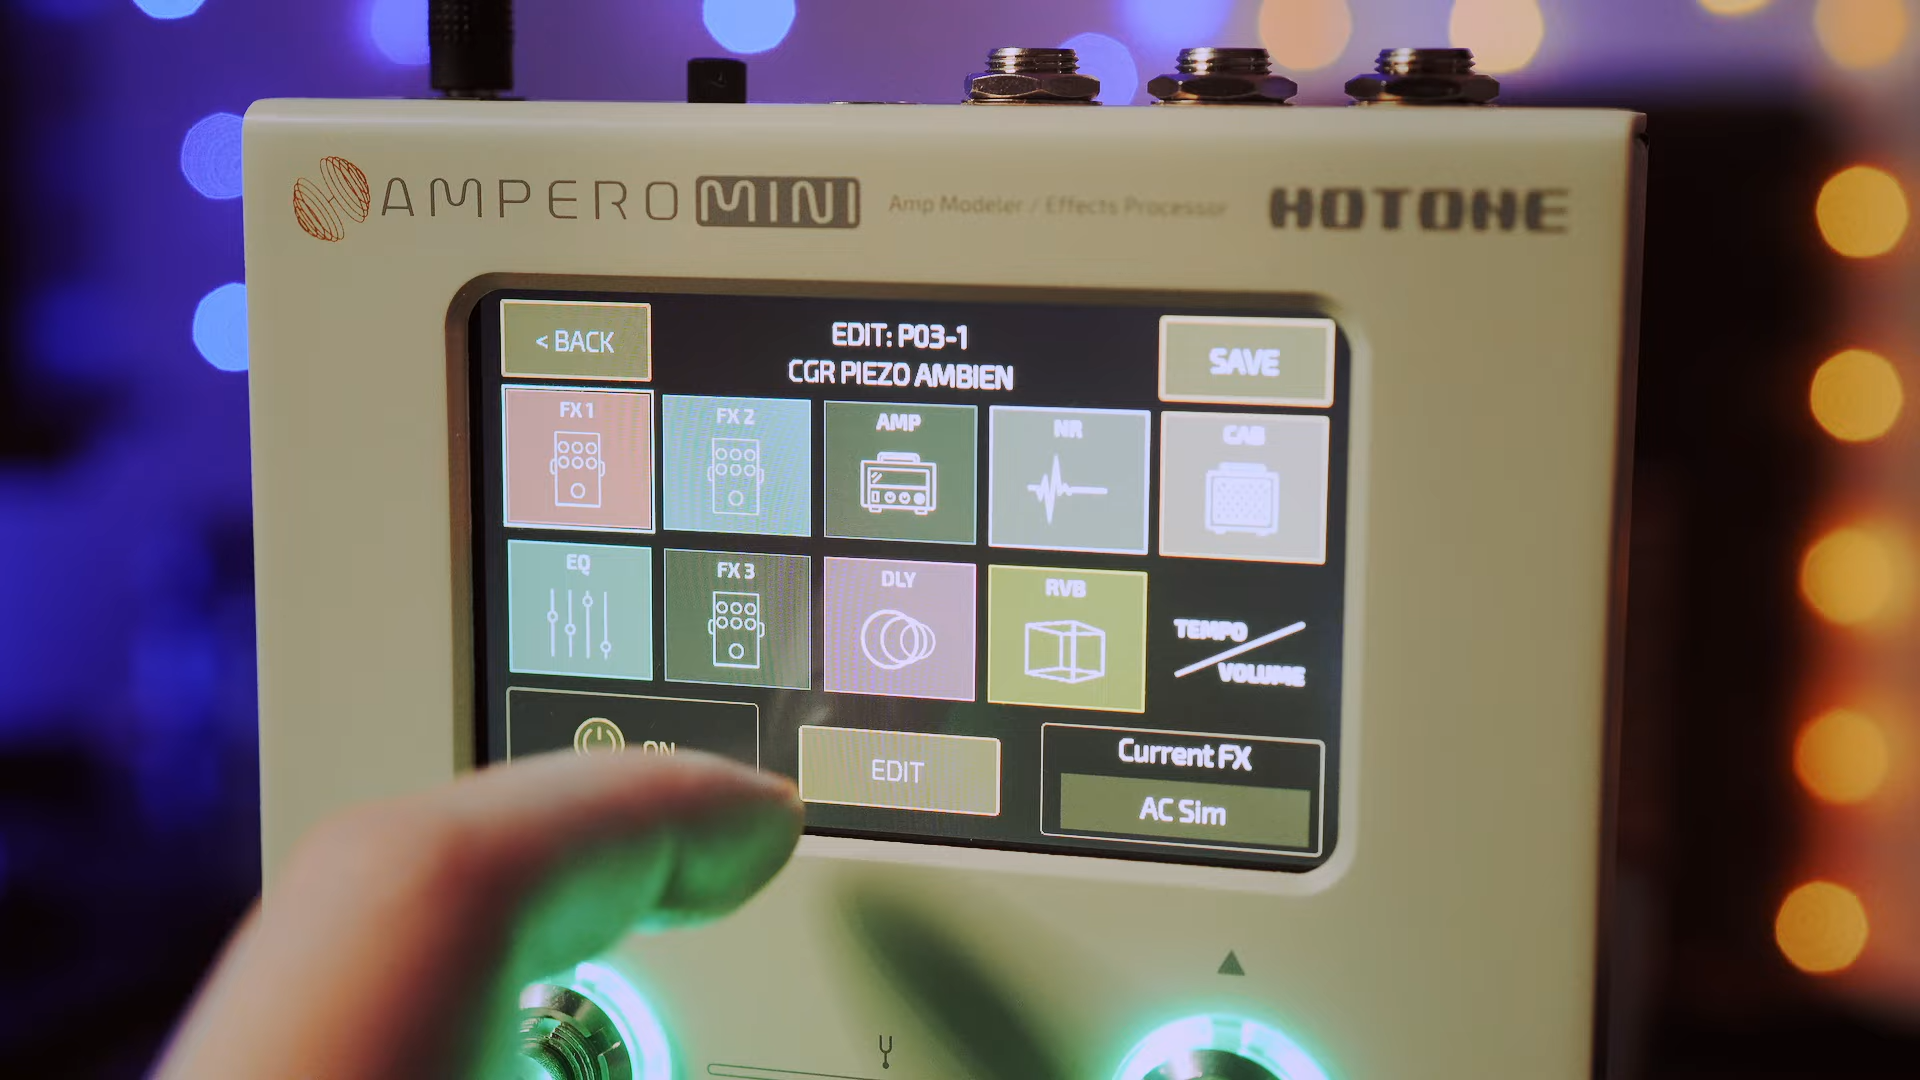 AMPERO MINI Amp Modeler / Effects Processor HOTONE
< BACK
EDIT: P03-1
CGR PIEZO AMBIEN
SAVE
FX 1
FX 2
AMP
NR
CAB
EQ
FX 3
DLY
RVB
TEMPO
VOLUME
ON
EDIT
Current FX
AC Sim